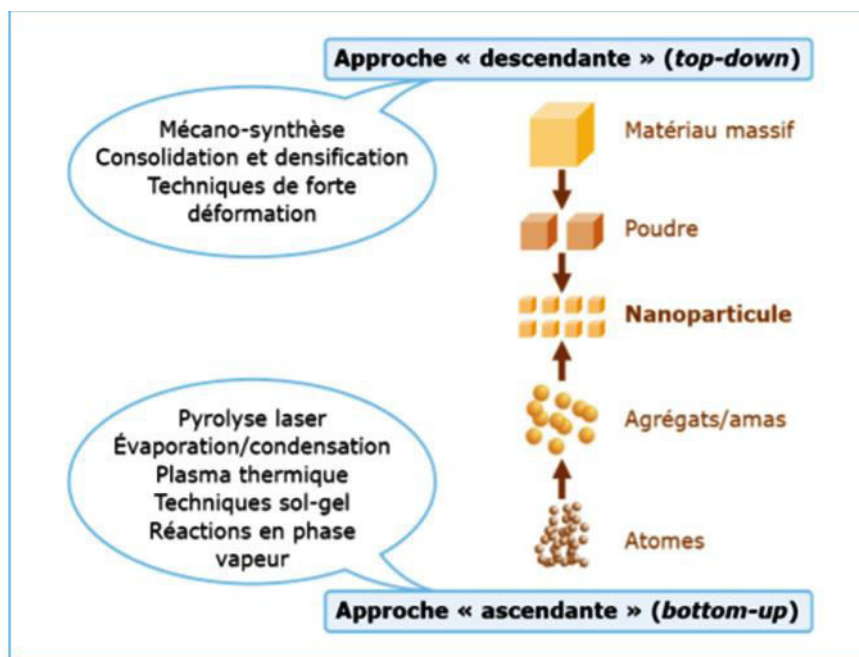 Approche « descendante » (top-down)
Mécano-synthèse
Consolidation et densification
Techniques de forte
déformation
Matériau massif
Poudre
Nanoparticule
Agrégats/amas
Atomes
Pyrolyse laser
Évaporation/condensation
Plasma thermique
Techniques sol-gel
Réactions en phase
vapeur
Approche « ascendante » (bottom-up)